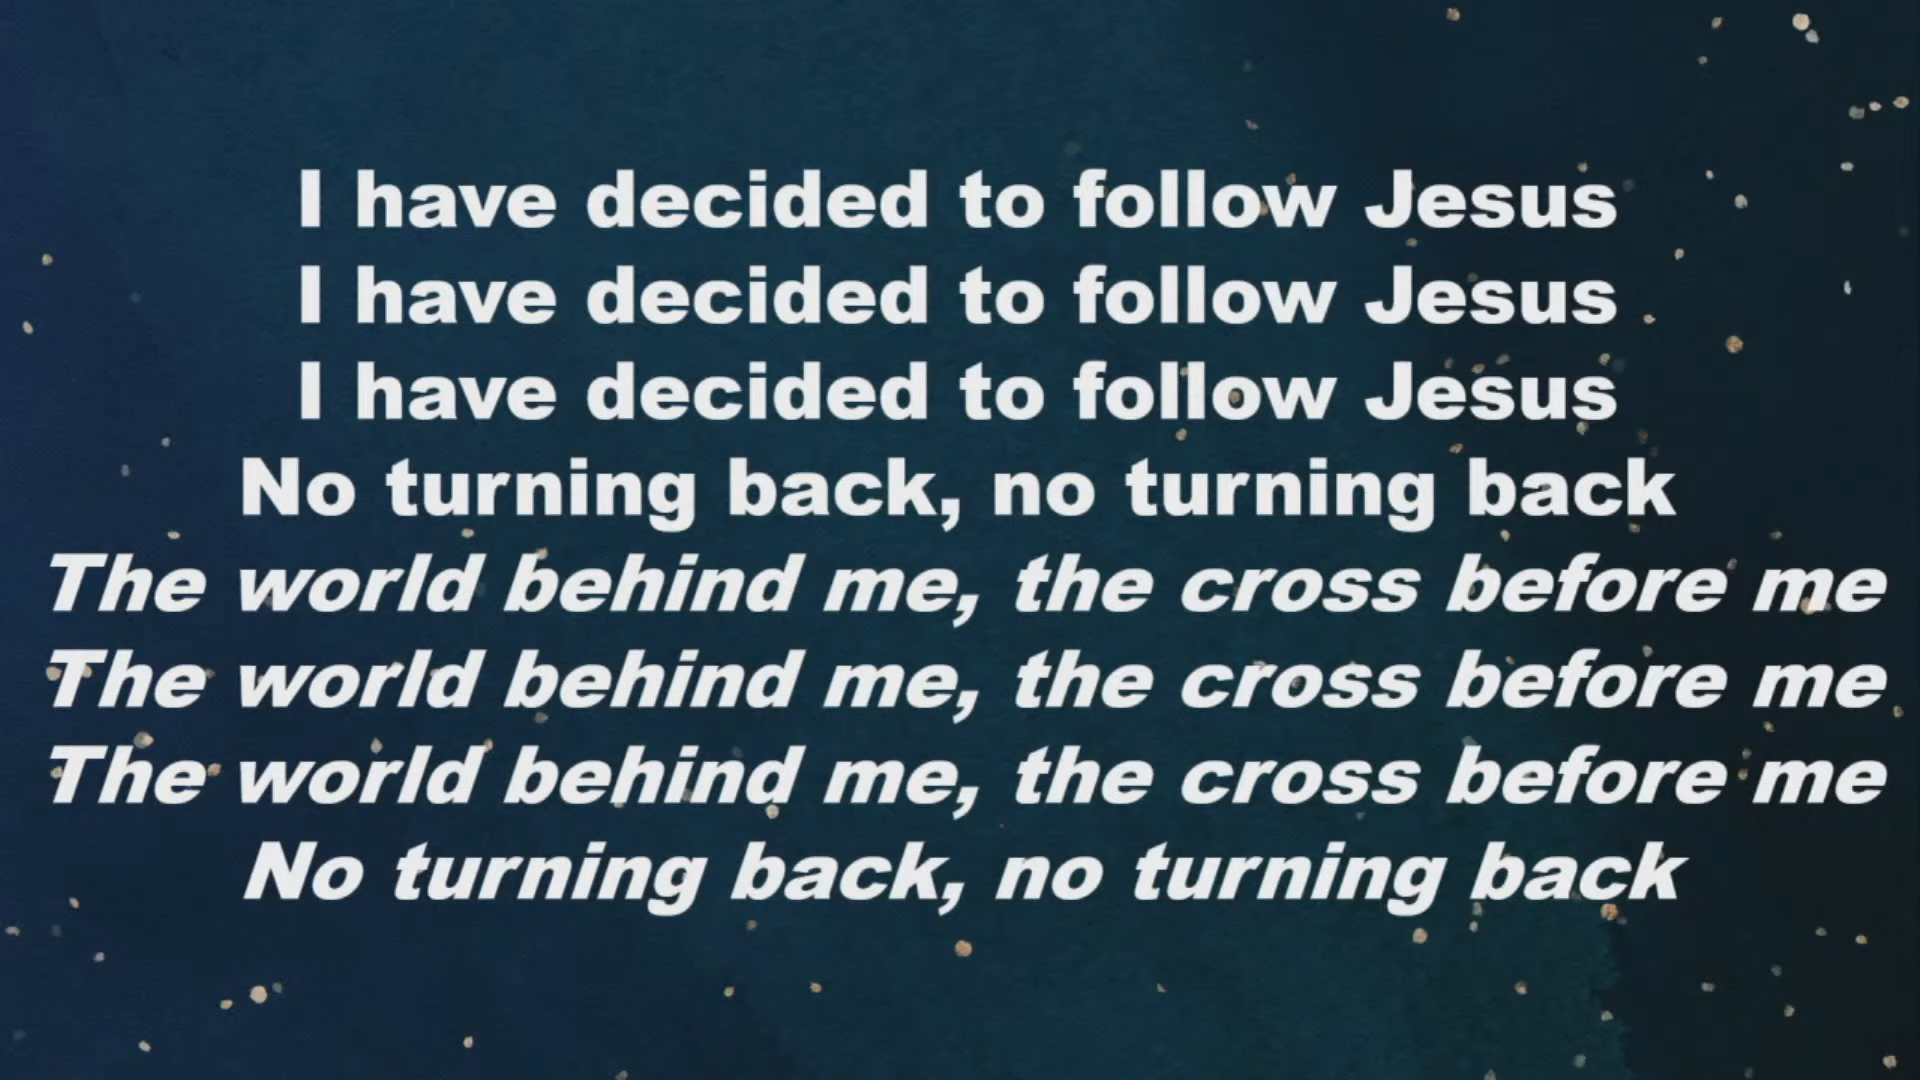 I have decided to follow Jesus
I have decided to follow Jesus
I have decided to follow Jesus
No turning back, no turning back
The world behind me, the cross before me
The world behind me, the cross before me
The world behind me, the cross before me
No turning back, no turning back